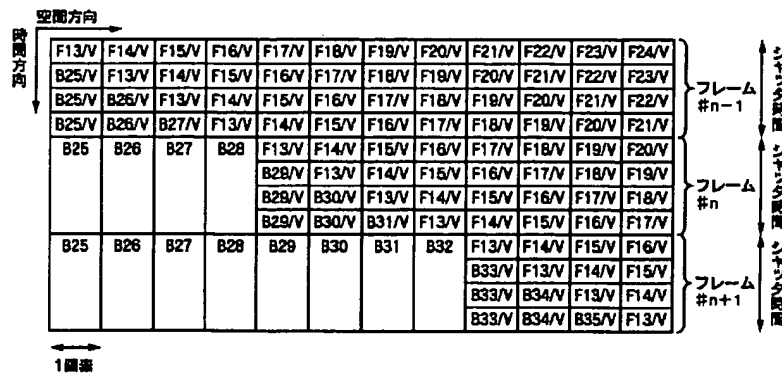 空間方向
時間方向
F13/V F14/V F15/V F16/V F17/V F18/V F19/V F20/V F21/V F22/V F23/V F24/V
B25/V F13/V F14/V F15/V F16/V F17/V F18/V F19/V F20/V F21/V F22/V F23/V
B25/V B26/V F13/V F14/V F15/V F16/V F17/V F18/V F19/V F20/V F21/V F22/V
B25/V B26/V B27/V F13/V F14/V F15/V F16/V F17/V F18/V F19/V F20/V F21/V
フレーム
#n-1
B25 B26 B27 B28 F13/V F14/V F15/V F16/V F17/V F18/V F19/V F20/V
B29/V F13/V F14/V F15/V F16/V F17/V F18/V F19/V
B29/V B30/V F13/V F14/V F15/V F16/V F17/V F18/V
B29/V B30/V B31/V F13/V F14/V F15/V F16/V F17/V
フレーム
#n
B25 B26 B27 B28 B29 B30 B31 B32 F13/V F14/V F15/V F16/V
B33/V F13/V F14/V F15/V
B33/V B34/V F13/V F14/V
B33/V B34/V B35/V F13/V
フレーム
#n+1
1画素